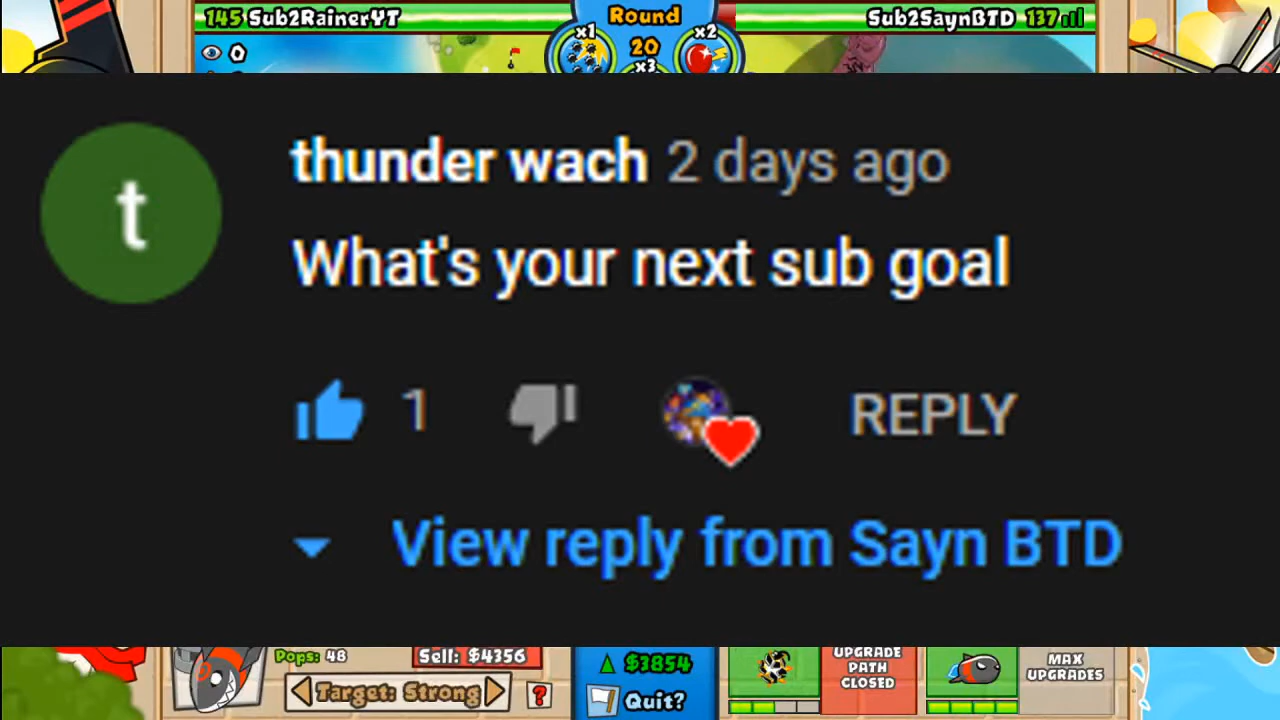 145 Sub2RainerYT
Round
Sub2SaynBTD 137
0
x1
20
x2
x3
t
thunder wach 2 days ago
What's your next sub goal
1
REPLY
View reply from Sayn BTD
Pops: 48
Sell: $4356
Target: Strong
?
$3854
Quit?
UPGRADE
PATH
CLOSED
MAX
UPGRADES